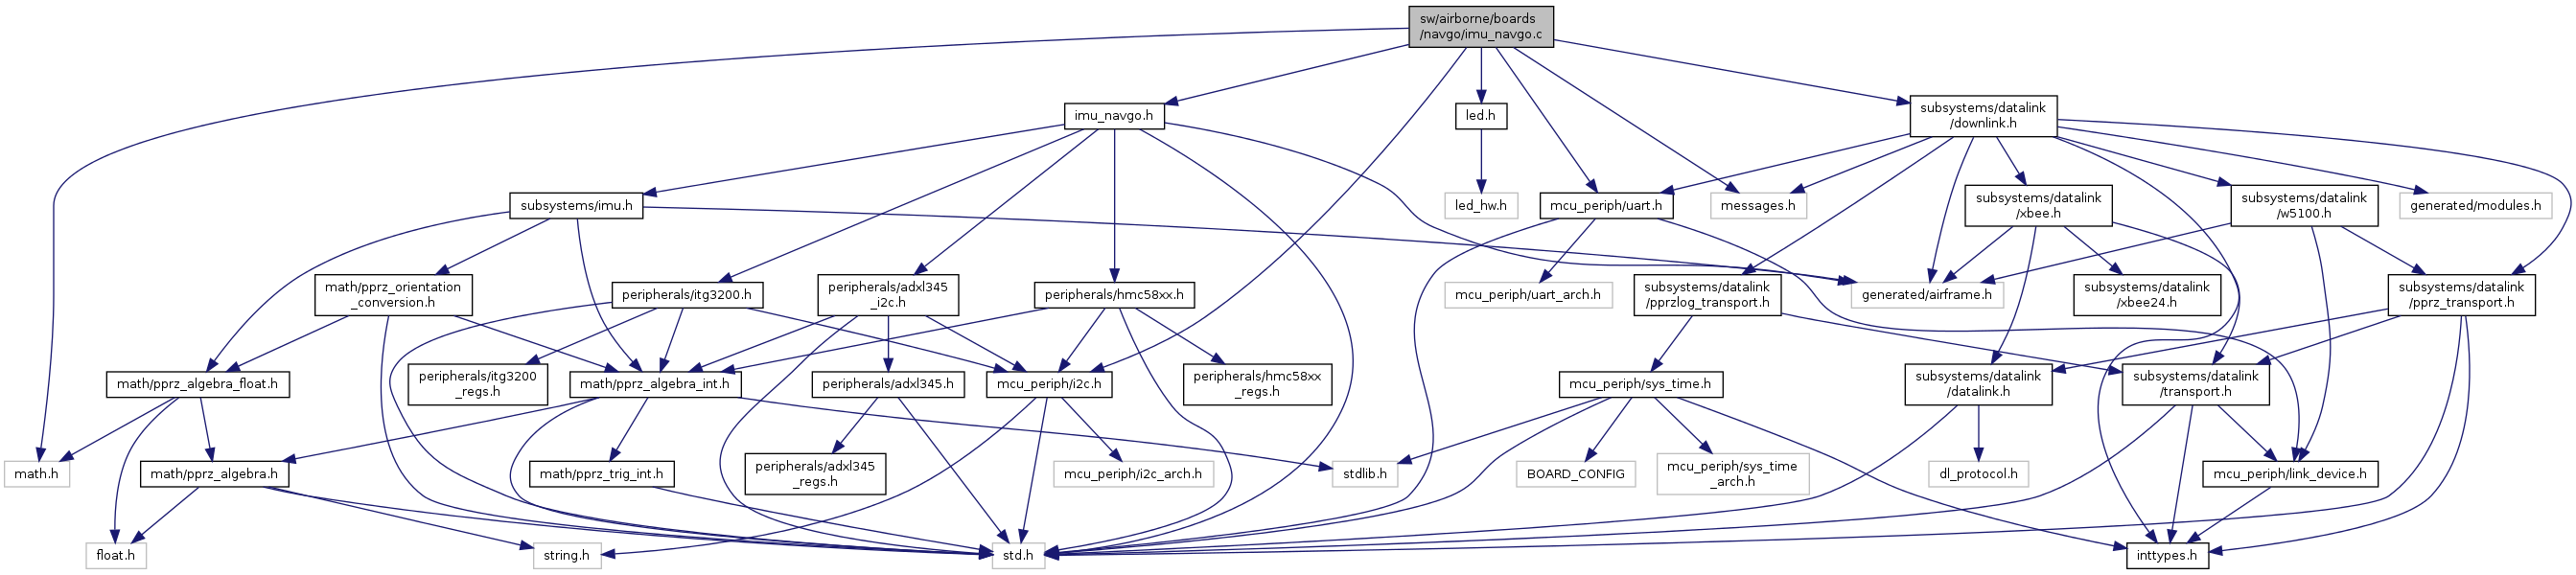 sw/airborne/boards
/navgo/imu_navgo.c
imu_navgo.h
led.h
subsystems/datalink
/downlink.h
subsystems/imu.h
led_hw.h
mcu_periph/uart.h
messages.h
subsystems/datalink
/xbee.h
subsystems/datalink
/w5100.h
generated/modules.h
math/pprz_orientation
_conversion.h
peripherals/itg3200.h
peripherals/adxl345
_i2c.h
peripherals/hmc58xx.h
mcu_periph/uart_arch.h
subsystems/datalink
/pprzlog_transport.h
generated/airframe.h
subsystems/datalink
/xbee24.h
subsystems/datalink
/pprz_transport.h
math/pprz_algebra_float.h
peripherals/itg3200
_regs.h
math/pprz_algebra_int.h
peripherals/adxl345.h
mcu_periph/i2c.h
peripherals/hmc58xx
_regs.h
mcu_periph/sys_time.h
subsystems/datalink
/datalink.h
subsystems/datalink
/transport.h
math.h
math/pprz_algebra.h
math/pprz_trig_int.h
peripherals/adxl345
_regs.h
mcu_periph/i2c_arch.h
stdlib.h
BOARD_CONFIG
mcu_periph/sys_time
_arch.h
dl_protocol.h
mcu_periph/link_device.h
float.h
string.h
std.h
inttypes.h